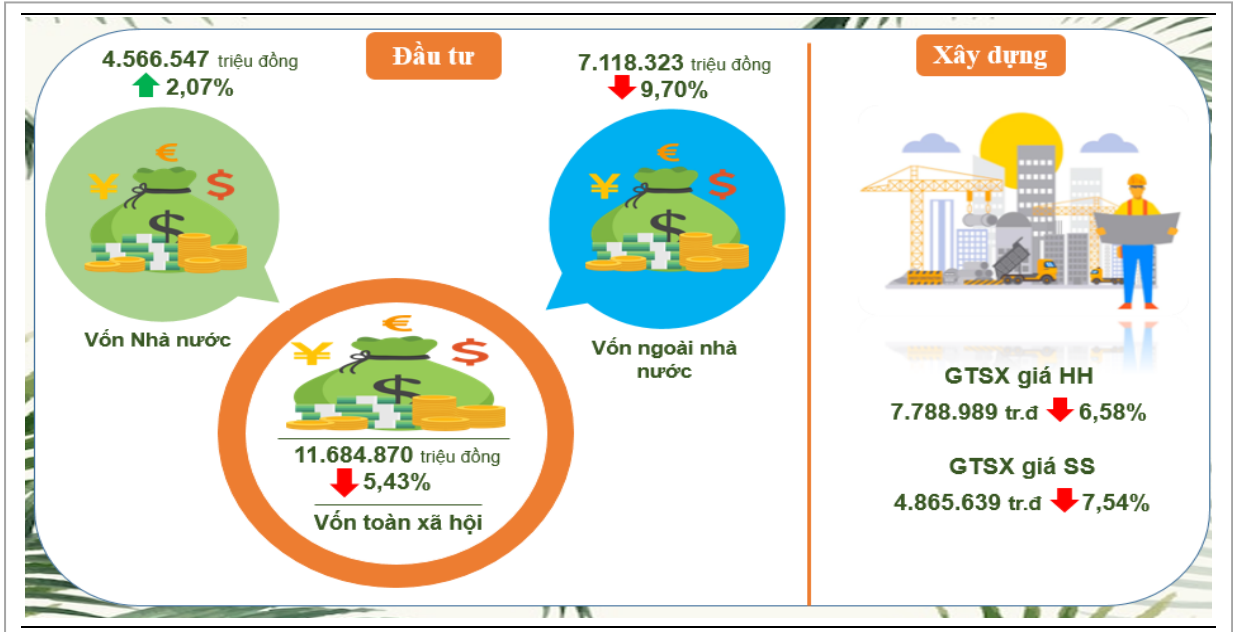 Đầu tư
4.566.547 triệu đồng
2,07%
Vốn Nhà nước
7.118.323 triệu đồng
9,70%
Vốn ngoài nhà
nước
11.684.870 triệu đồng
5,43%
Vốn toàn xã hội
Xây dựng
GTSX giá HH
7.788.989 tr.đ 6,58%
GTSX giá SS
4.865.639 tr.đ 7,54%